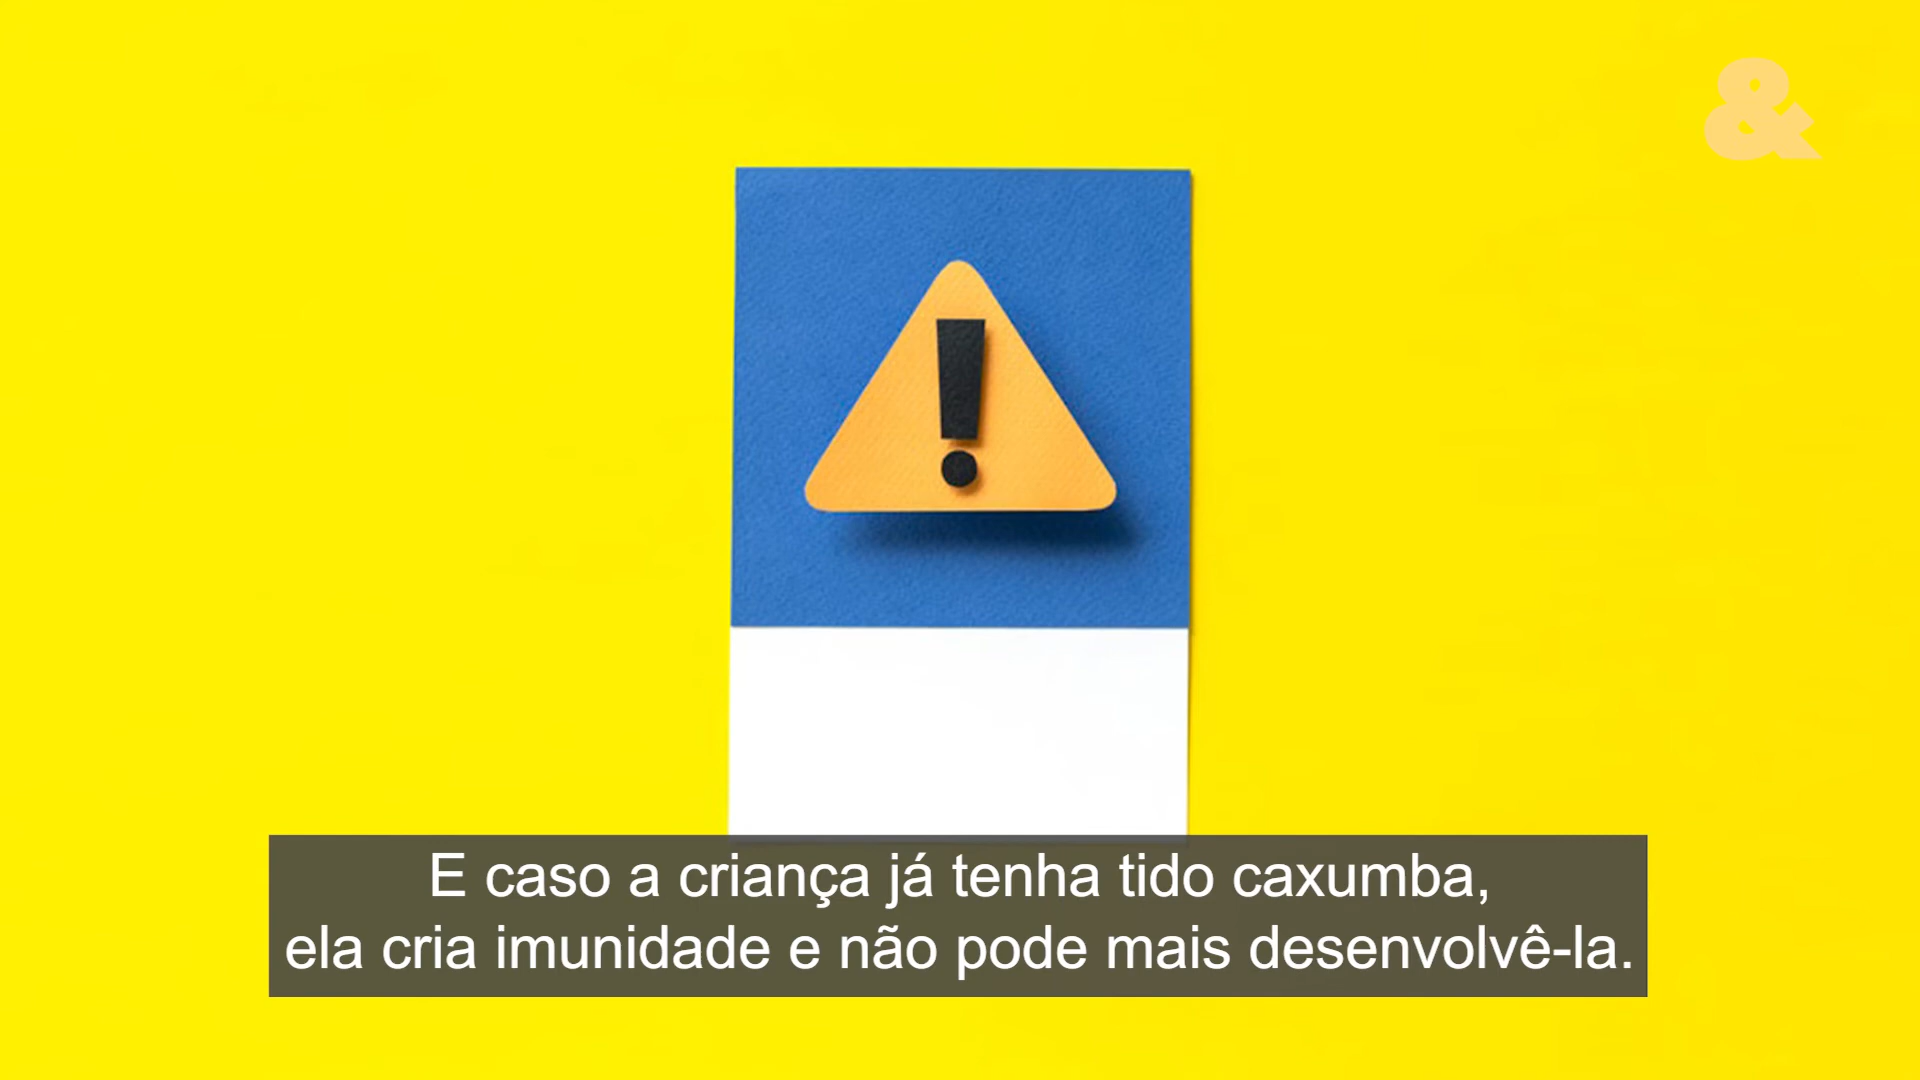 &
!
E caso a criança já tenha tido caxumba,
ela cria imunidade e não pode mais desenvolvê-la.